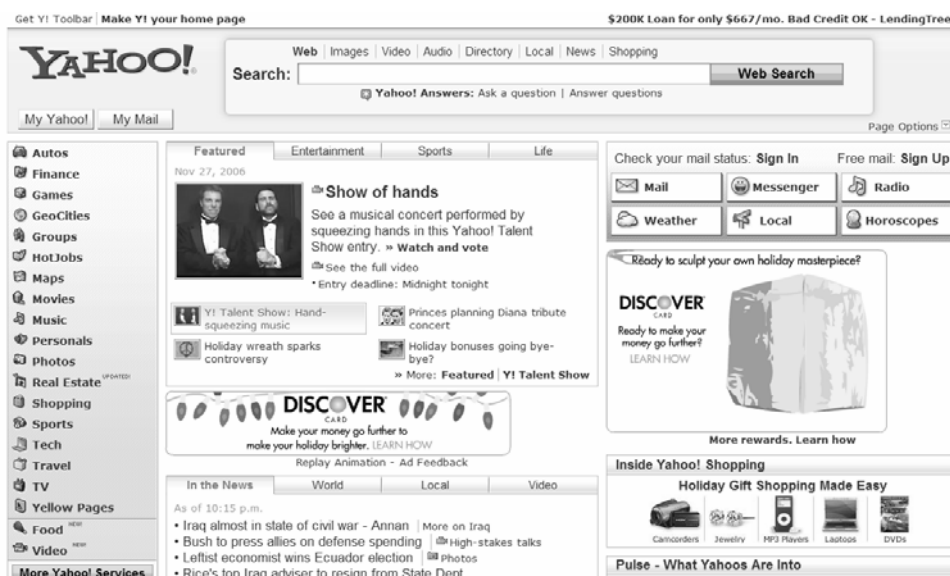 Get Y! Toolbar | Make Y! your home page
$200K Loan for only $667/mo. Bad Credit OK - LendingTree
YAHOO!
Web | Images | Video | Audio | Directory | Local | News | Shopping
Search:
Web Search
Yahoo! Answers: Ask a question | Answer questions
My Yahoo!
My Mail
Page Options
Autos
Finance
Games
GeoCities
Groups
HotJobs
Maps
Movies
Music
Personals
Photos
Real Estate UPDATED!
Shopping
Sports
Tech
Travel
TV
Yellow Pages
Food NEW!
Video NEW!
More Yahoo! Services
Featured
Entertainment
Sports
Life
Nov 27, 2006
Show of hands
See a musical concert performed by
squeezing hands in this Yahoo! Talent
Show entry. » Watch and vote
See the full video
• Entry deadline: Midnight tonight
Y! Talent Show: Hand-
squeezing music
Princes planning Diana tribute
concert
Holiday wreath sparks
controversy
Holiday bonuses going bye-
bye?
» More: Featured | Y! Talent Show
DISCOVER
CARD
Make your money go further to
make your holiday brighter. LEARN HOW
Replay Animation - Ad Feedback
In the News
World
Local
Video
As of 10:15 p.m.
• Iraq almost in state of civil war - Annan | More on Iraq
• Bush to press allies on defense spending | High-stakes talks
• Leftist economist wins Ecuador election | Photos
• Rice's top Iraq adviser to resign from State Dept
Check your mail status: Sign In
Free mail: Sign Up
Mail
Messenger
Radio
Weather
Local
Horoscopes
Ready to sculpt your own holiday masterpiece?
DISCOVER
CARD
Ready to make your
money go further?
LEARN HOW
More rewards. Learn how
Inside Yahoo! Shopping
Holiday Gift Shopping Made Easy
Camcorders
Jewelry
MP3 Players
Laptops
DVDs
Pulse - What Yahoos Are Into